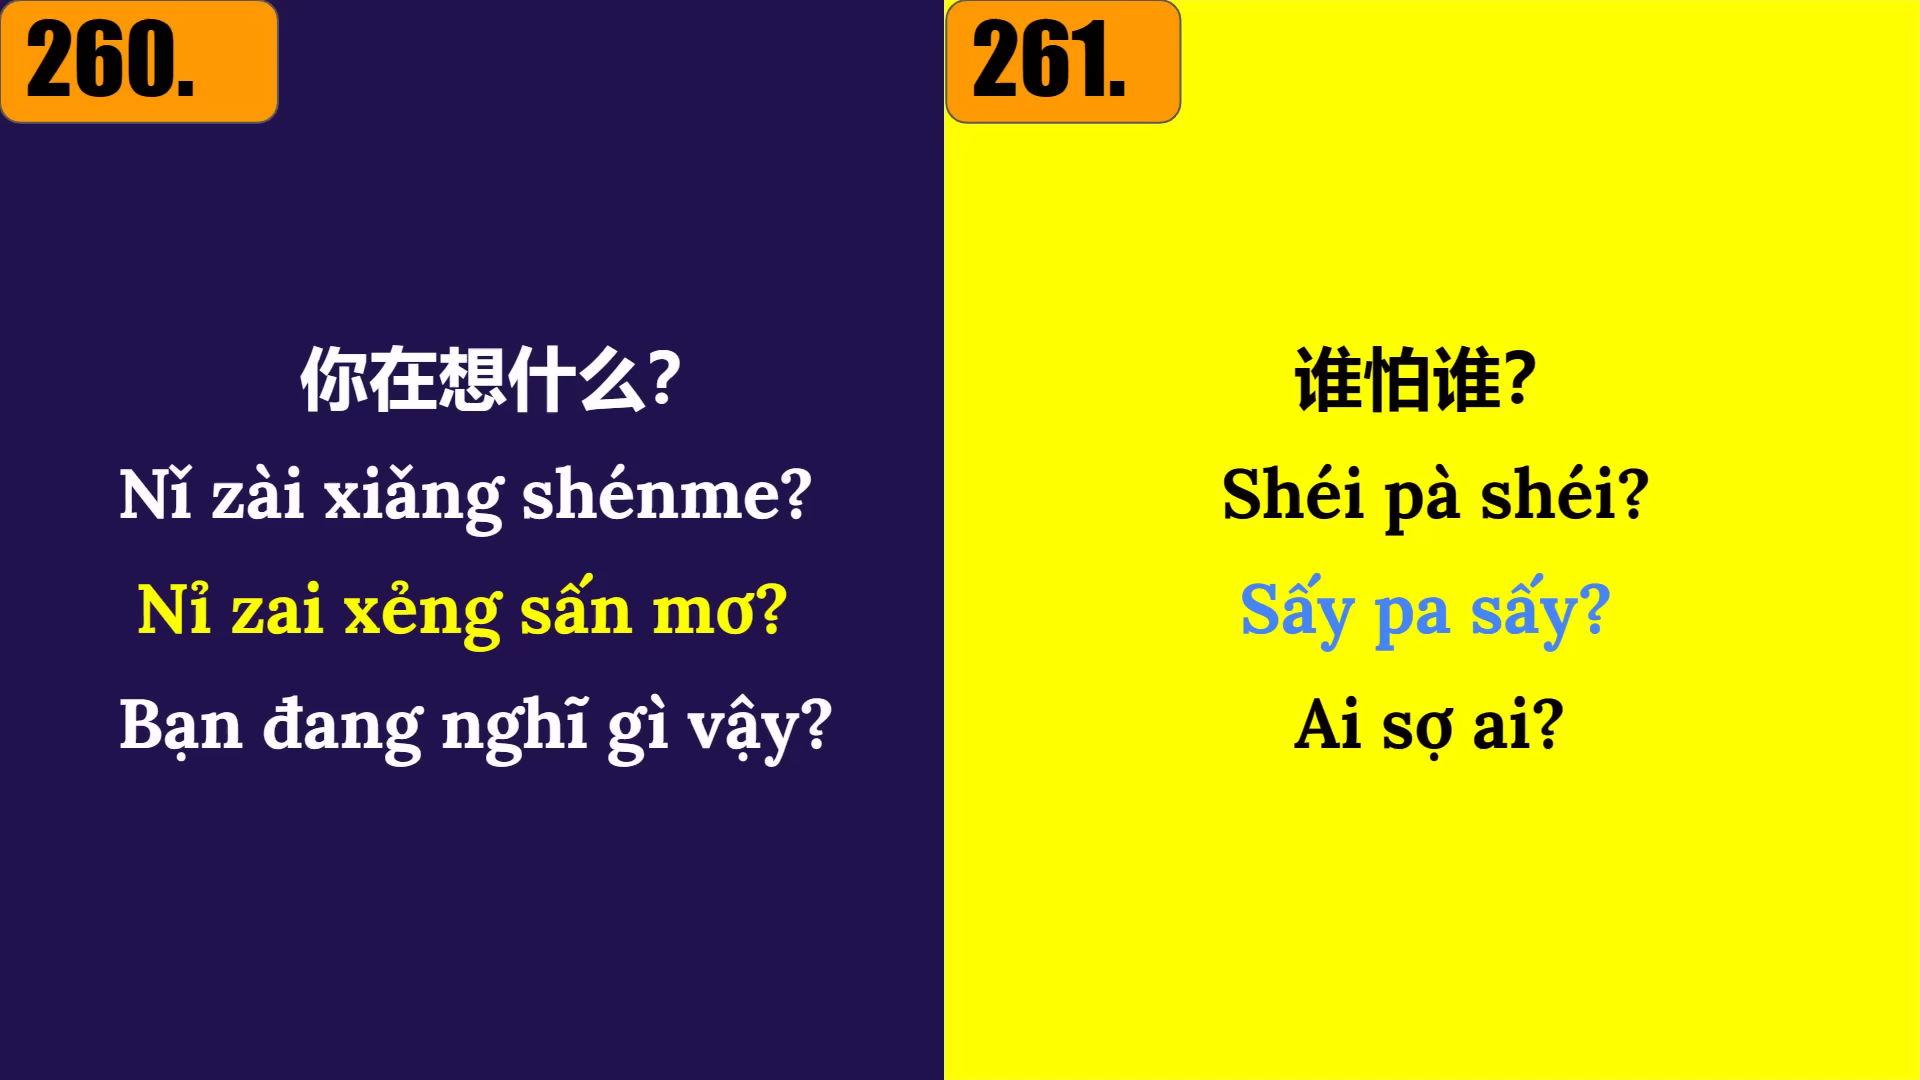 260.
你在想什么?
Nǐ zài xiǎng shénme?
Nỉ zai xẻng sấn mơ?
Bạn đang nghĩ gì vậy?
261.
谁怕谁?
Shéi pà shéi?
Sấy pa sấy?
Ai sợ ai?